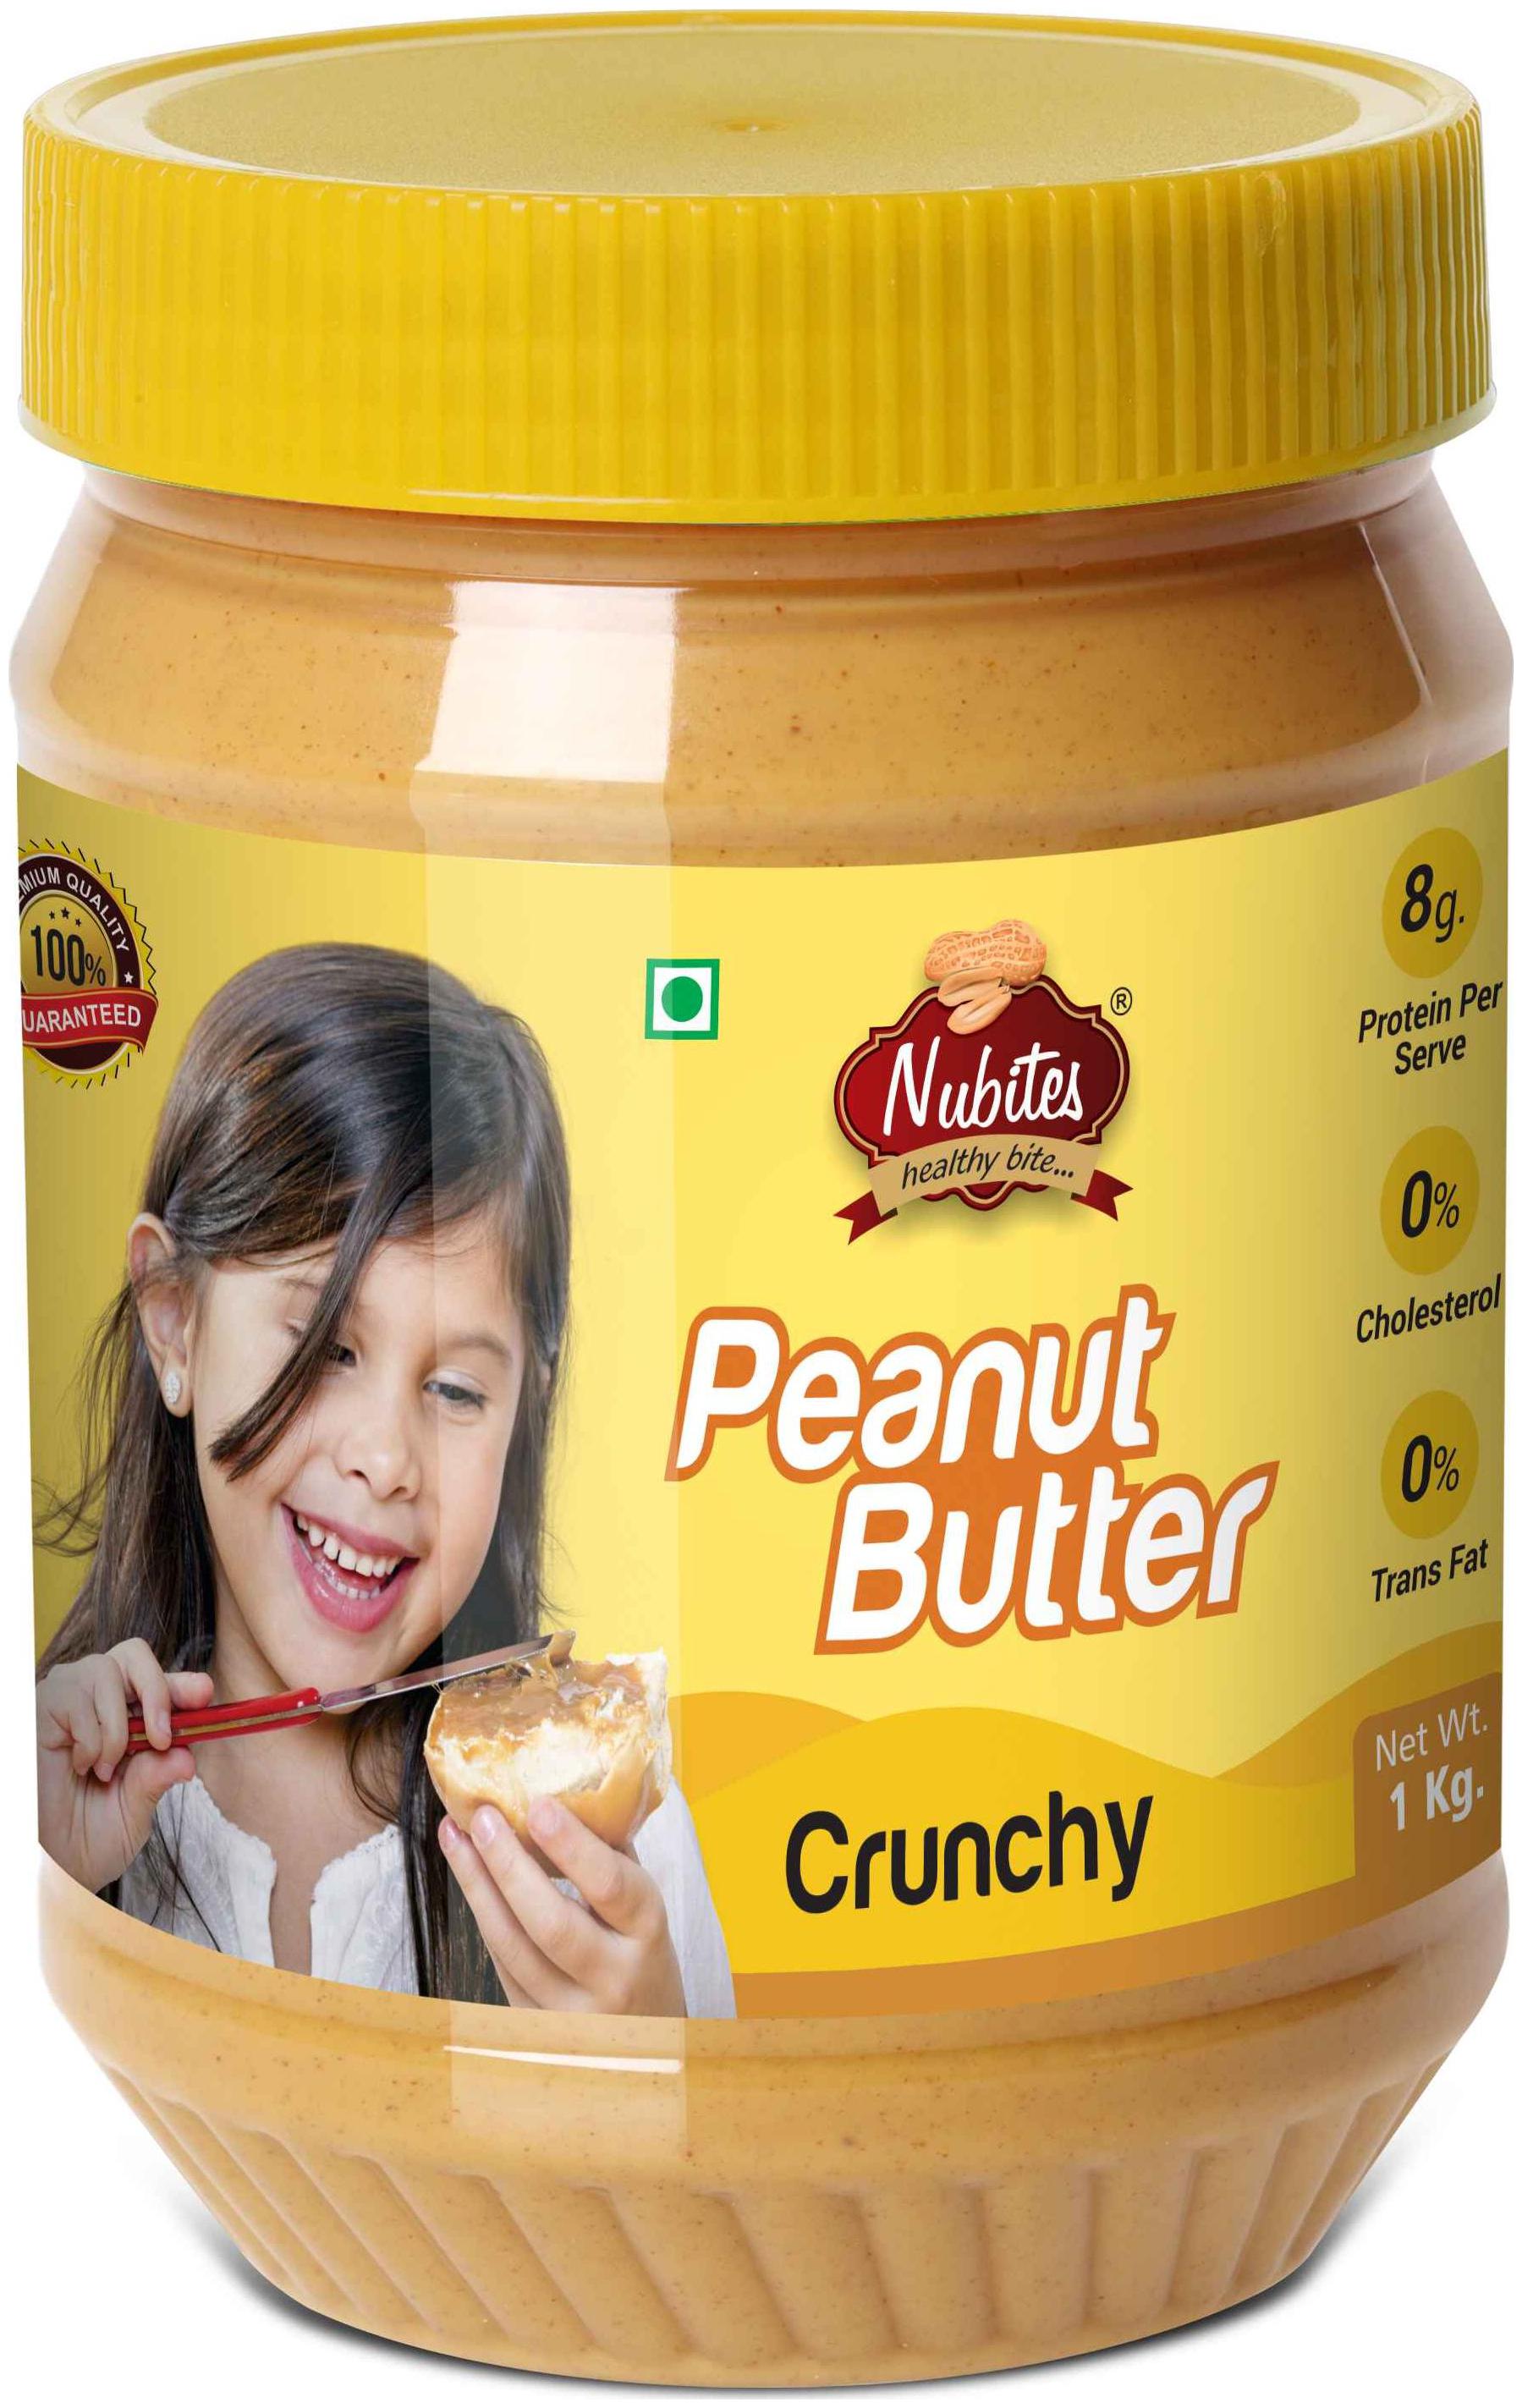 QUALITY
100%
Nubites
®
healthy bite...
Peanut
Butter
Crunchy
8g.
Protein Per
Serve
0%
Cholesterol
0%
Trans Fat
Net Wt.
1 Kg.